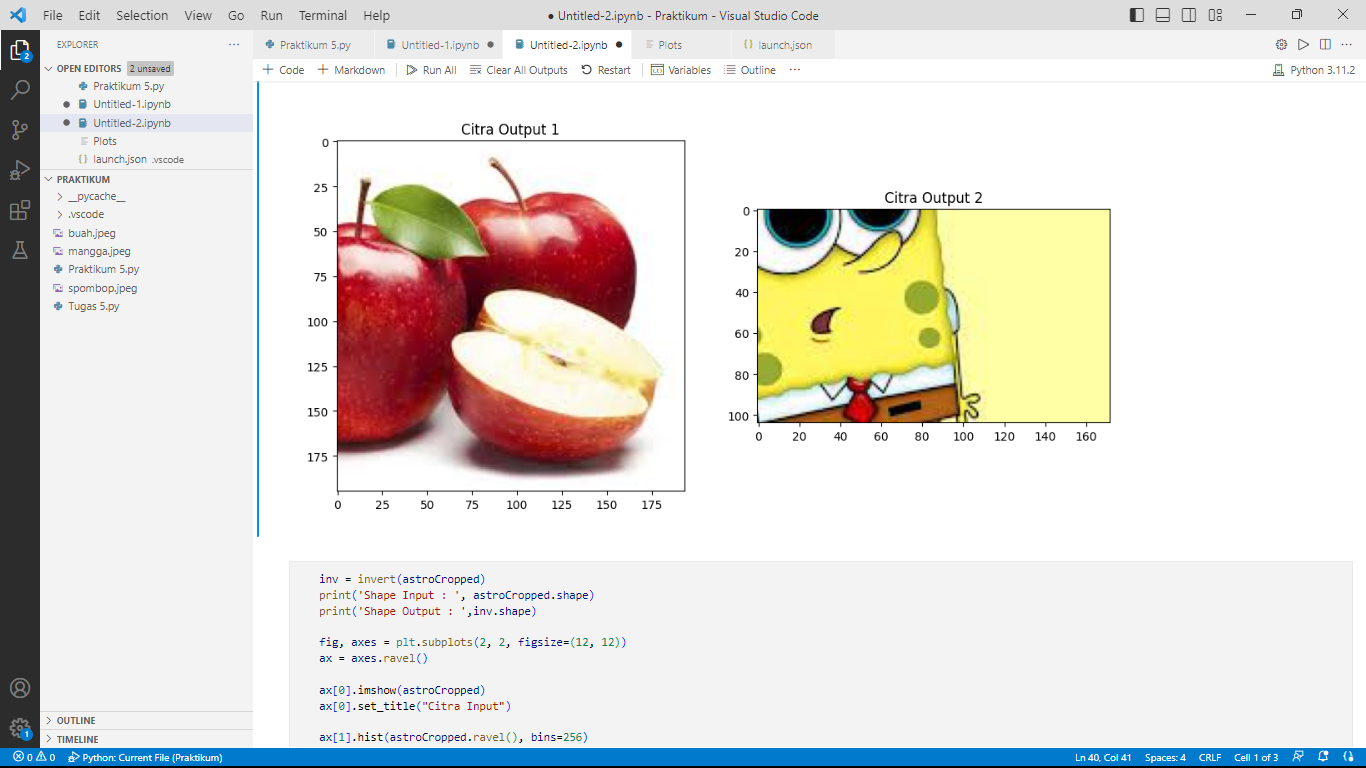 File Edit Selection View Go Run Terminal Help
● Untitled-2.ipynb - Praktikum - Visual Studio Code
EXPLORER
OPEN EDITORS 2 unsaved
Praktikum 5.py
Untitled-1.ipynb
Untitled-2.ipynb
Plots
launch.json .vscode
PRAKTIKUM
__pycache__
.vscode
buah.jpeg
mangga.jpeg
Praktikum 5.py
spombop.jpeg
Tugas 5.py
OUTLINE
TIMELINE
2
1
Praktikum 5.py Untitled-1.ipynb Untitled-2.ipynb Plots launch.json
Code Markdown Run All Clear All Outputs Restart Variables Outline ··· Python 3.11.2
Citra Output 1
0
25
50
75
100
125
150
175
0 25 50 75 100 125 150 175
Citra Output 2
0
20
40
60
80
100
0 20 40 60 80 100 120 140 160
inv = invert(astroCropped)
print('Shape Input : ', astroCropped.shape)
print('Shape Output : ',inv.shape)
fig, axes = plt.subplots(2, 2, figsize=(12, 12))
ax = axes.ravel()
ax[0].imshow(astroCropped)
ax[0].set_title("Citra Input")
ax[1].hist(astroCropped.ravel(), bins=256)
0 0 Python: Current File (Praktikum) Ln 40, Col 41 Spaces: 4 CRLF Cell 1 of 3